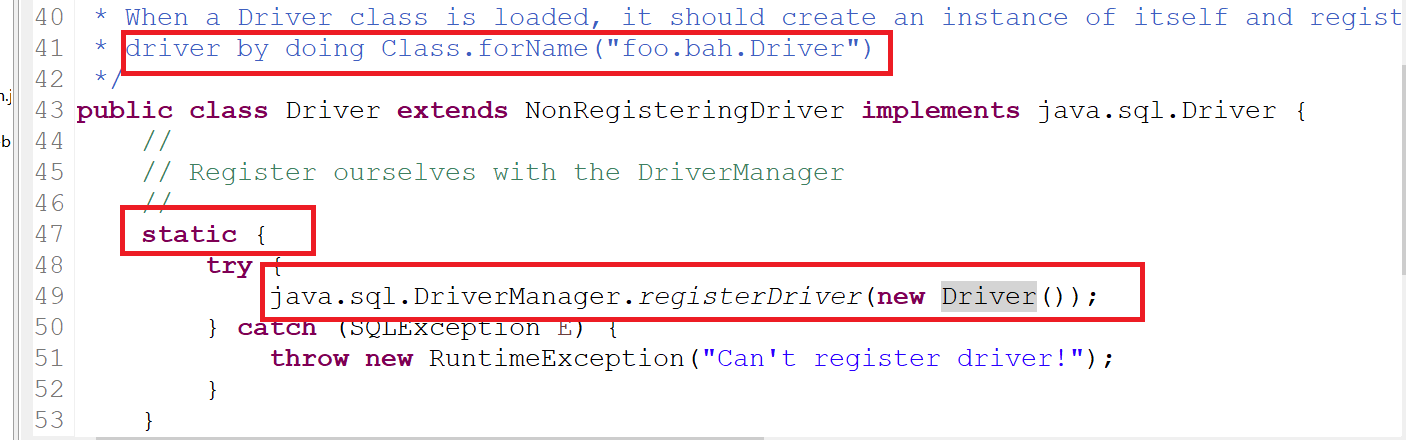 40 * When a Driver class is loaded, it should create an instance of itself and regist
41 * driver by doing Class.forName("foo.bah.Driver")
42 */
n.j
43 public class Driver extends NonRegisteringDriver implements java.sql.Driver {
b
44 //
45 // Register ourselves with the DriverManager
46 //
47 static {
48 try {
49 java.sql.DriverManager.registerDriver(new Driver());
50 } catch (SQLException E) {
51 throw new RuntimeException("Can't register driver!");
52 }
53 }